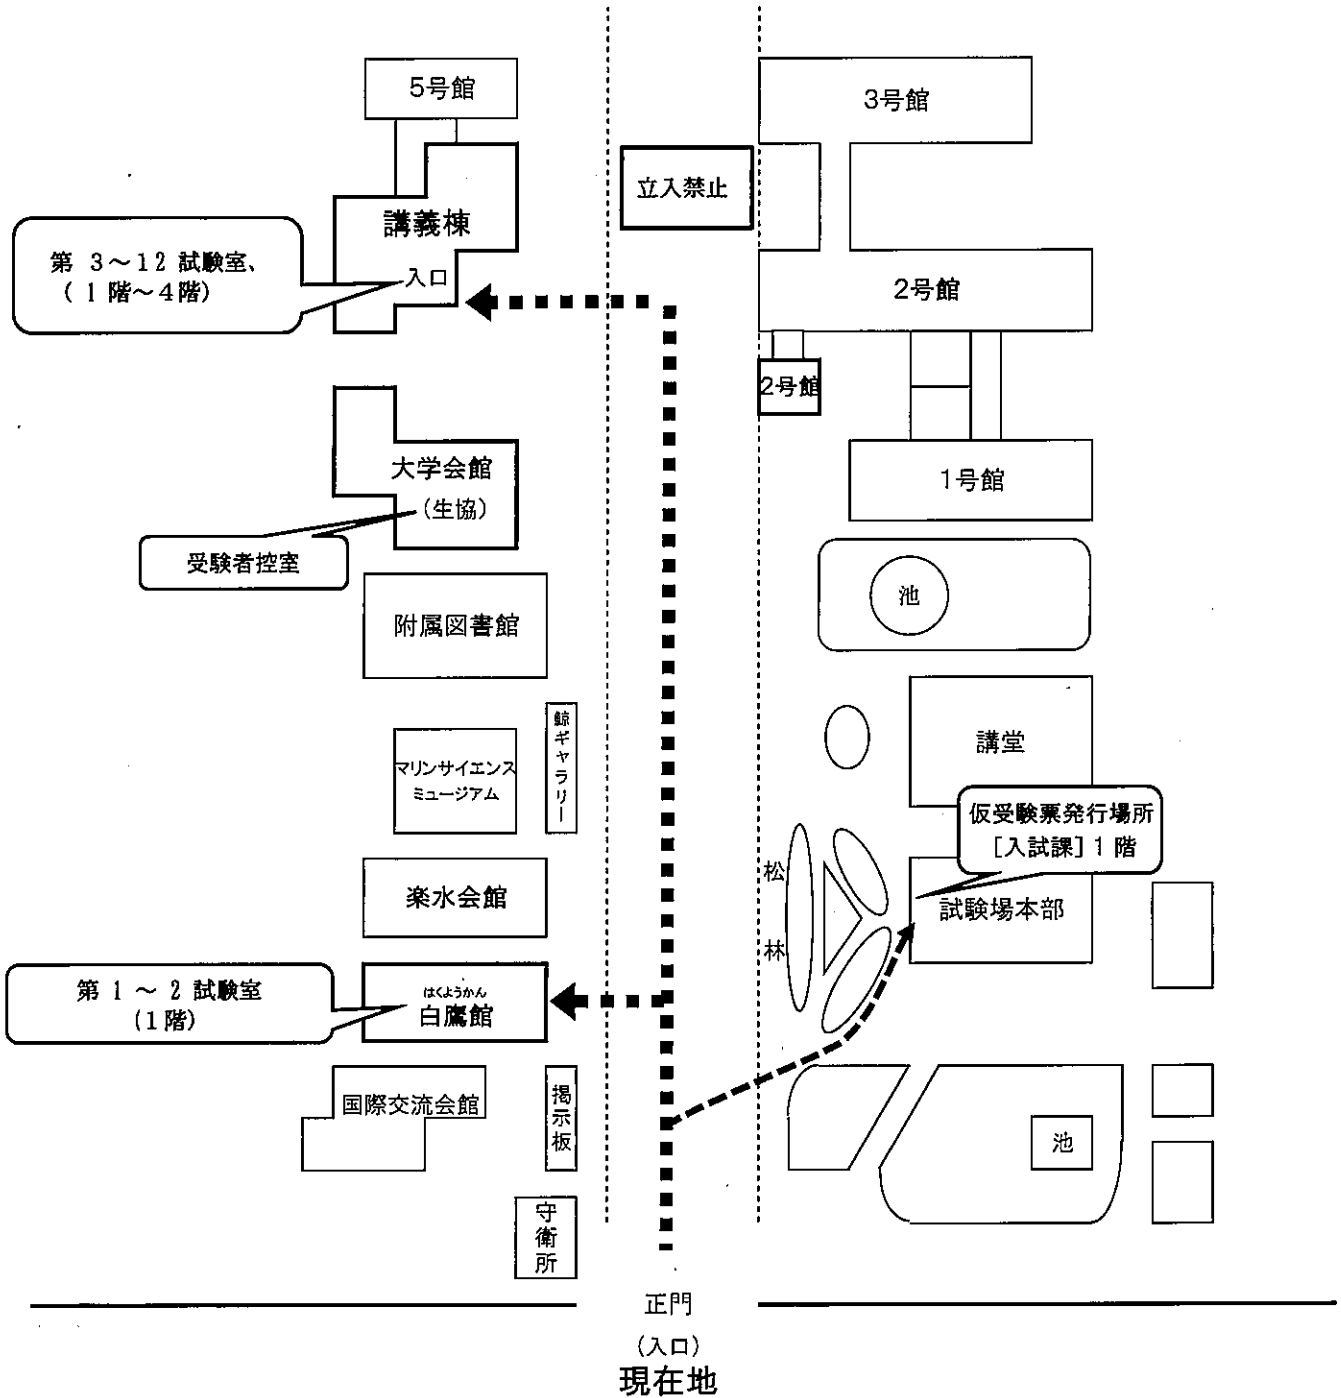 5号館
3号館
立入禁止
講義棟
入口
第 3～12 試験室、
(1階～4階)
2号館
2号館
大学会館
(生協)
1号館
受験者控室
池
附属図書館
鯨ギャラリー
マリンサイエンス
ミュージアム
講堂
仮受験票発行場所
[入試課] 1階
松林
楽水会館
試験場本部
第 1 ～ 2 試験室
(1階)
はくようかん
白鷹館
国際交流会館
掲示板
池
守衛所
正門
(入口)
現在地